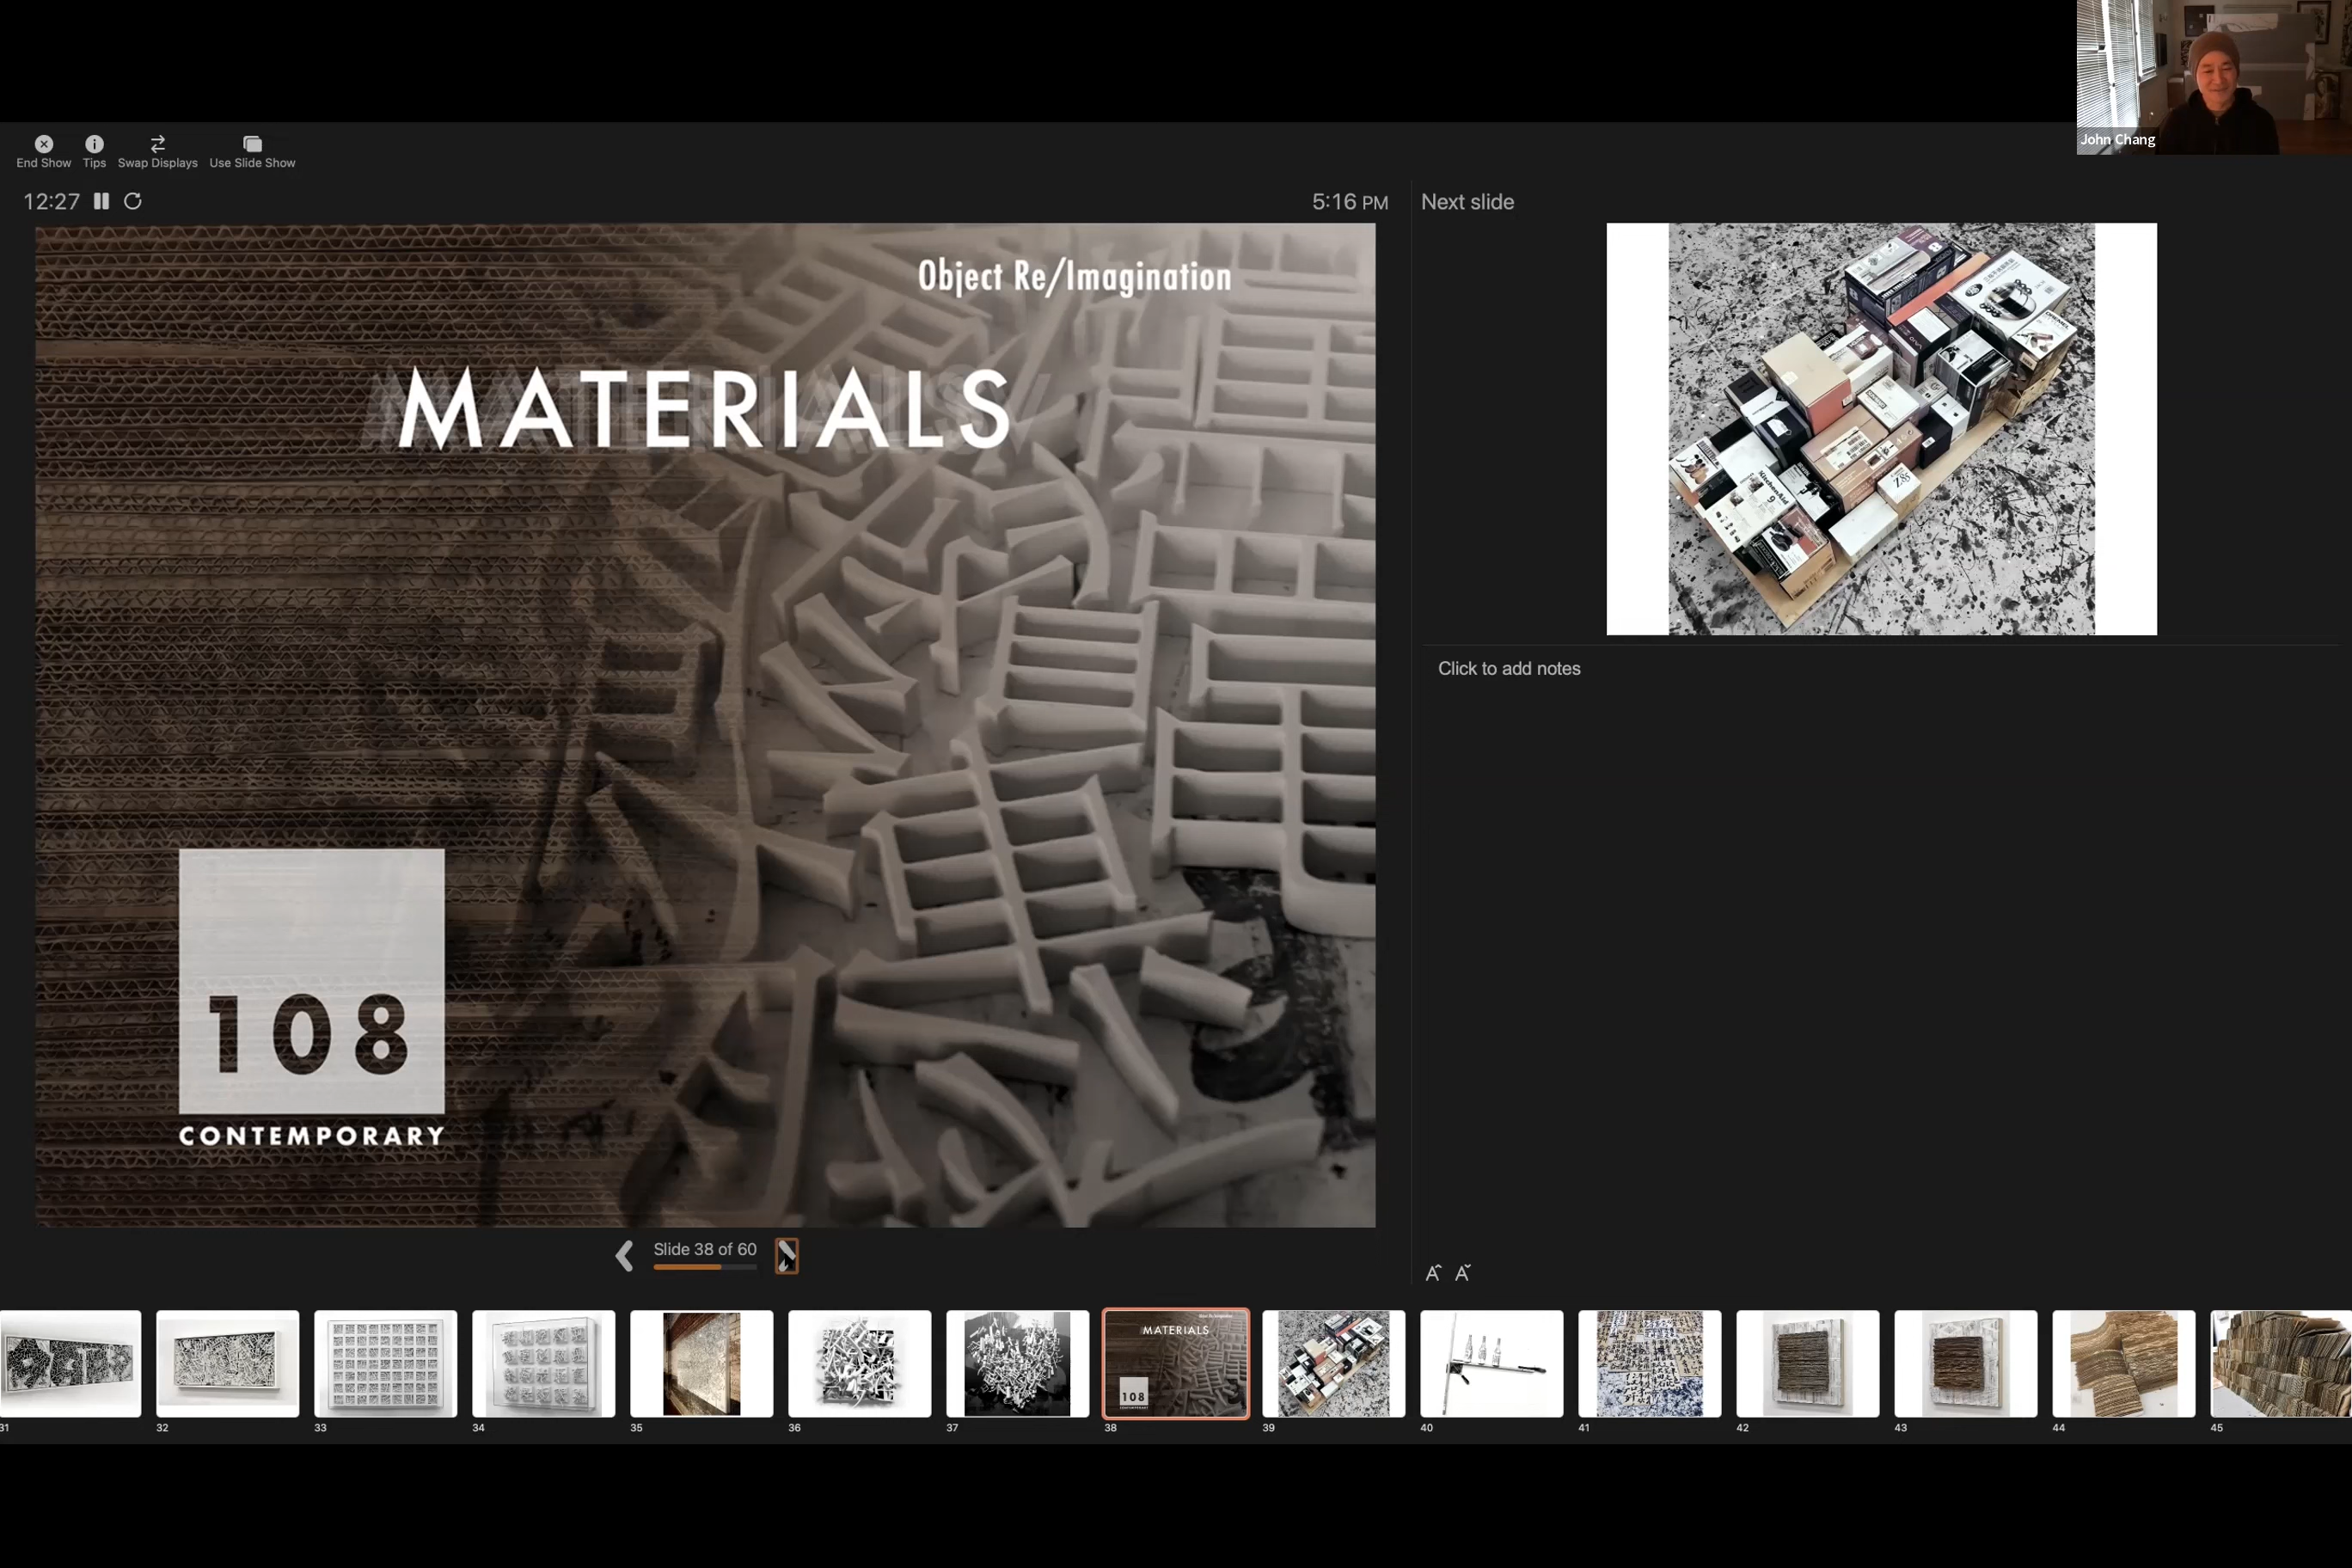 John Chang
End Show
Tips
Swap Displays
Use Slide Show
12:27
5:16 PM
Next slide
Object Re/Imagination
MATERIALS
108
CONTEMPORARY
KitchenAid
9
Click to add notes
Slide 38 of 60
MATERIALS
108
31
32
33
34
35
36
37
38
39
40
41
42
43
44
45